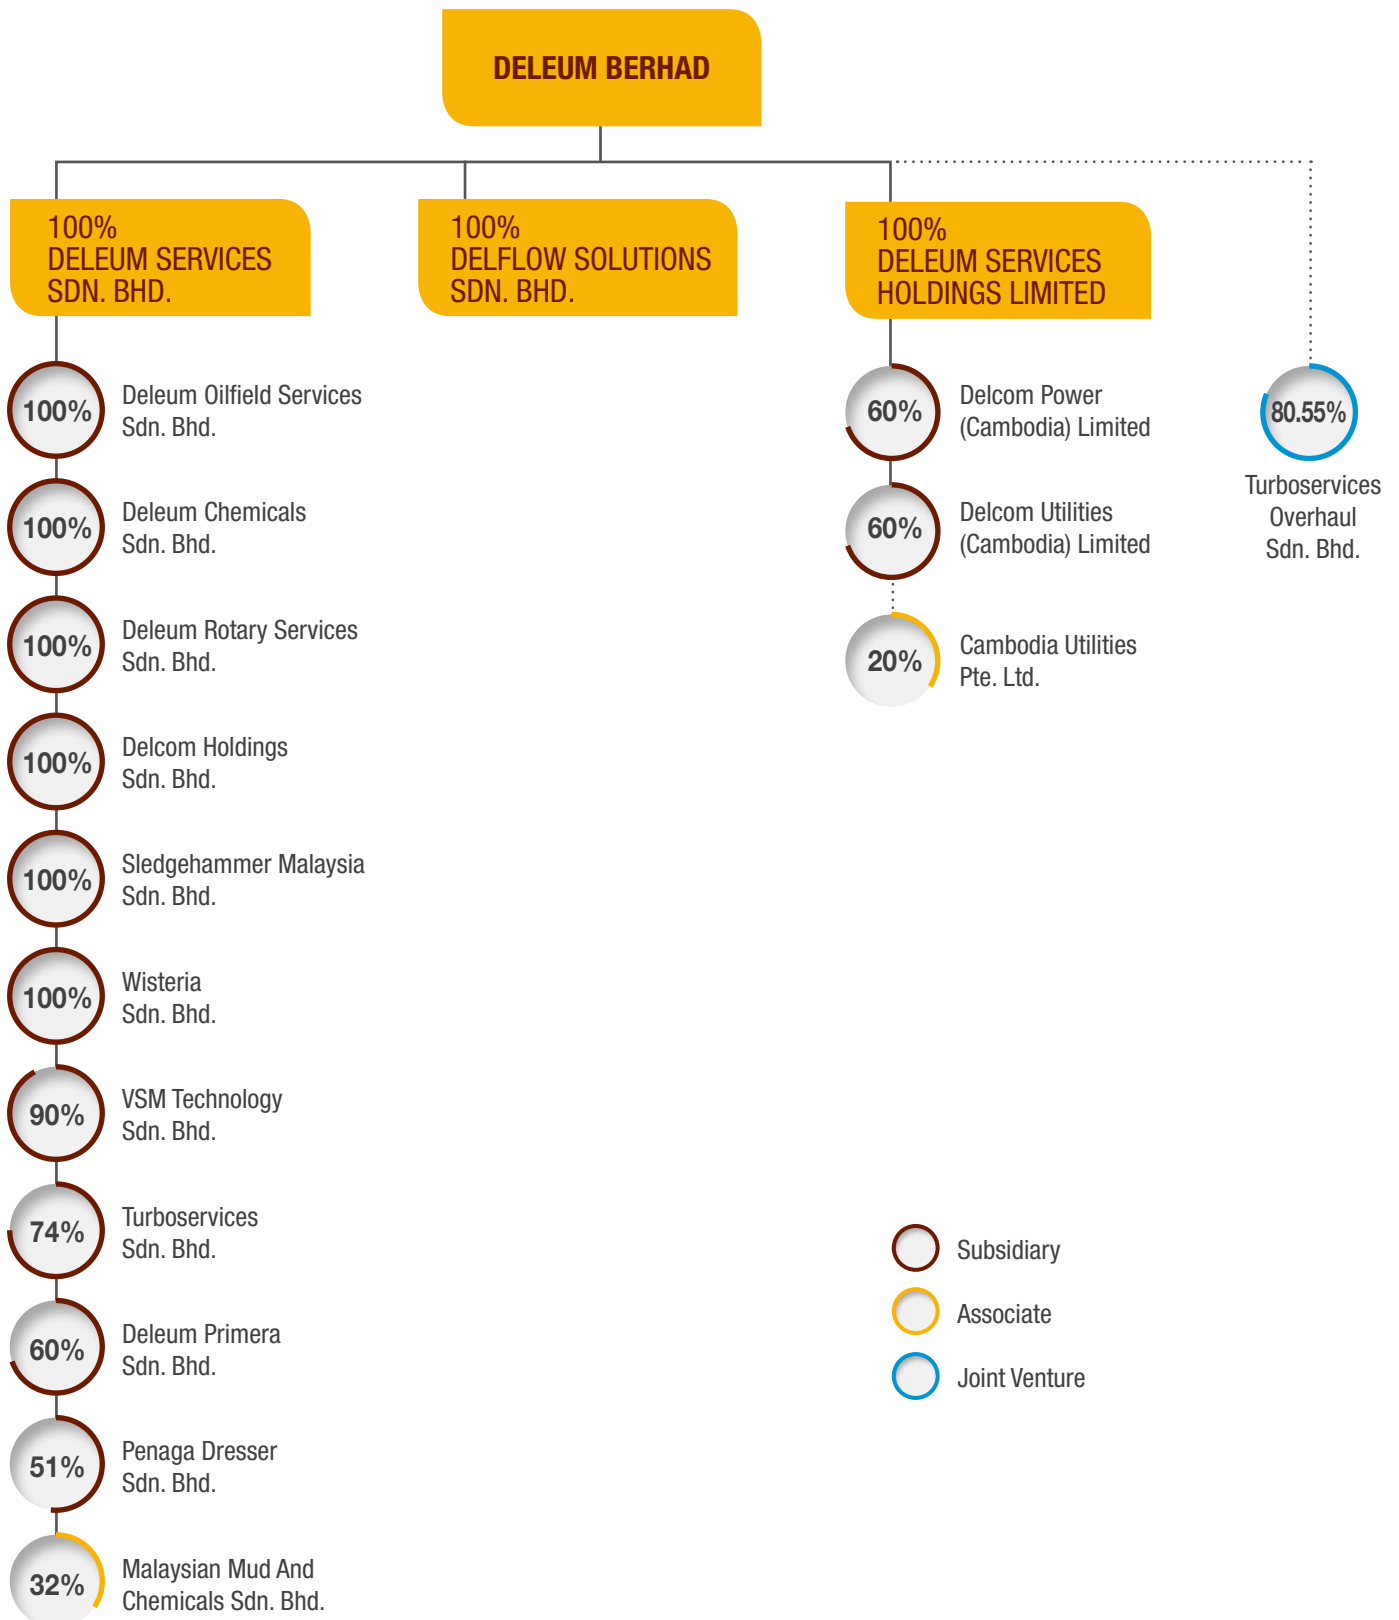 DELEUM BERHAD
100%
DELEUM SERVICES
SDN. BHD.
100%
DELFLOW SOLUTIONS
SDN. BHD.
100%
DELEUM SERVICES
HOLDINGS LIMITED
100%
Deleum Oilfield Services
Sdn. Bhd.
100%
Deleum Chemicals
Sdn. Bhd.
100%
Deleum Rotary Services
Sdn. Bhd.
100%
Delcom Holdings
Sdn. Bhd.
100%
Sledgehammer Malaysia
Sdn. Bhd.
100%
Wisteria
Sdn. Bhd.
90%
VSM Technology
Sdn. Bhd.
74%
Turboservices
Sdn. Bhd.
60%
Deleum Primera
Sdn. Bhd.
51%
Penaga Dresser
Sdn. Bhd.
32%
Malaysian Mud And
Chemicals Sdn. Bhd.
60%
Delcom Power
(Cambodia) Limited
60%
Delcom Utilities
(Cambodia) Limited
20%
Cambodia Utilities
Pte. Ltd.
80.55%
Turboservices
Overhaul
Sdn. Bhd.
Subsidiary
Associate
Joint Venture